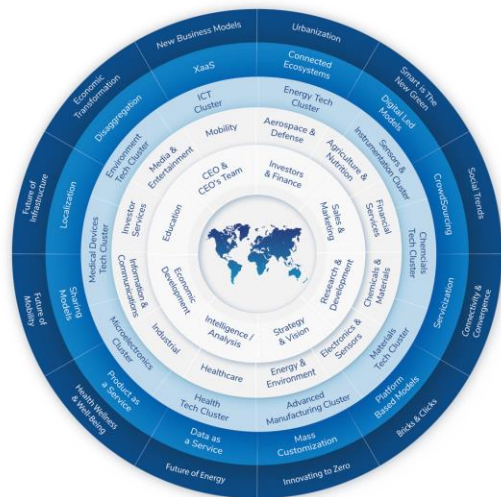 New Business Models
Urbanization
Smart is The
New Green
Social Trends
Connectivity &
Convergence
Bricks & Clicks
Innovating to Zero
Future of Energy
Health Wellness
& Well-Being
Future of
Mobility
Future of
Infrastructure
Economic
Transformation
XaaS
Connected
Ecosystems
Digital Led
Models
CrowdSourcing
Servicization
Platform
Based Models
Mass
Customization
Data as
a Service
Product as
a Service
Sharing
Models
Localization
Disaggregation
ICT
Cluster
Energy Tech
Cluster
Sensors &
Instrumentation Cluster
Chemcials
Tech Cluster
Materials
Tech Cluster
Advanced
Manufacturing Cluster
Health
Tech Cluster
Microelectronics
Cluster
Medical Devices
Tech Cluster
Environment
Tech Cluster
Mobility
Aerospace &
Defense
Agriculture &
Nutrition
Financial
Services
Chemicals &
Materials
Electronics &
Sensors
Energy &
Environment
Healthcare
Industrial
Information &
Communications
Investor
Services
Media &
Entertainment
CEO &
CEO's Team
Investors
& Finance
Sales &
Marketing
Research &
Development
Strategy
& Vision
Intelligence /
Analysis
Economic
Development
Education